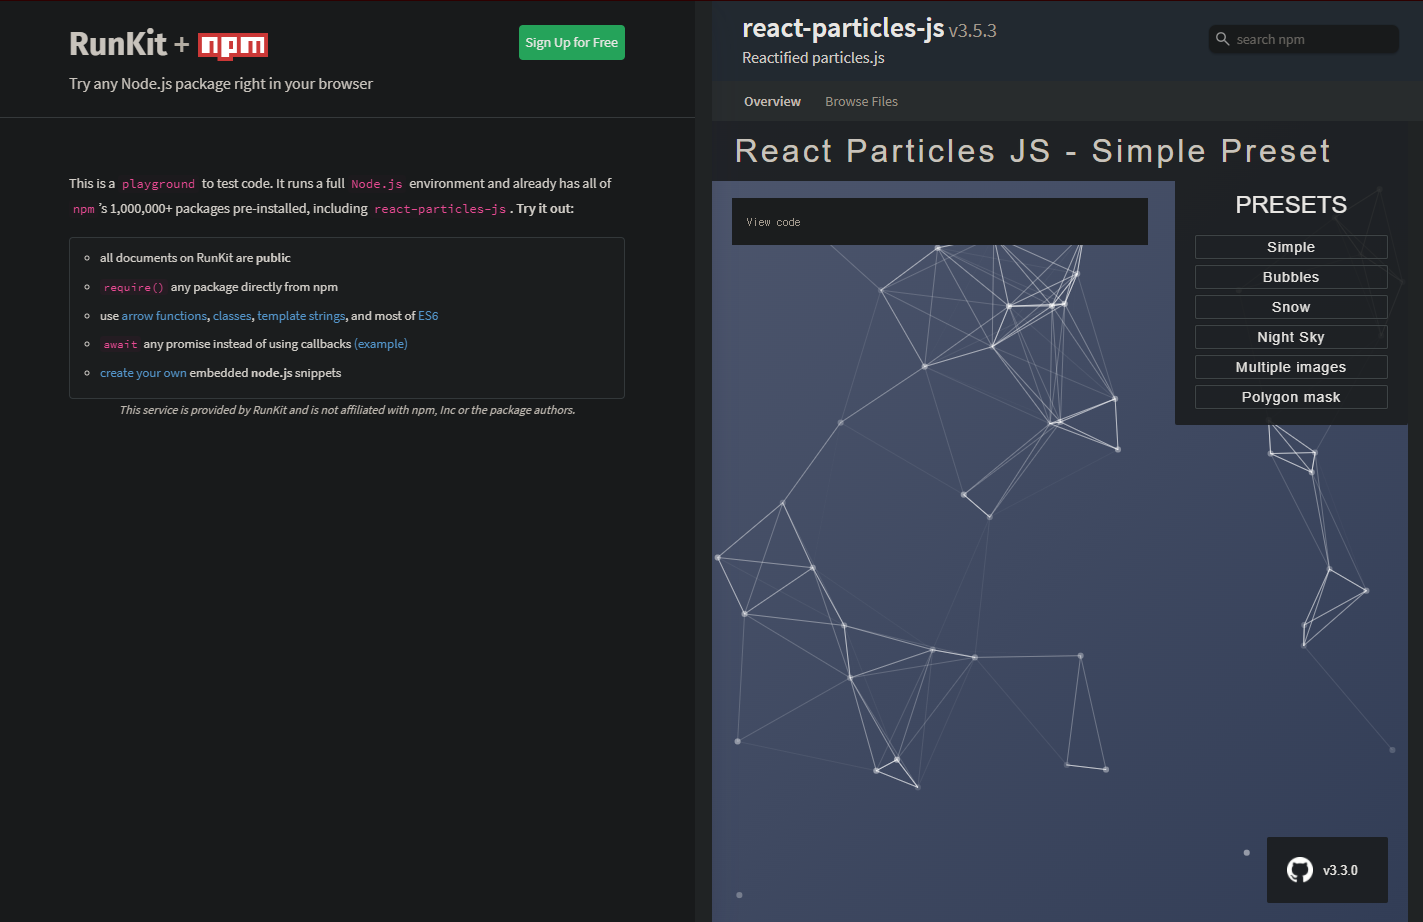 RunKit + npm
Sign Up for Free
Try any Node.js package right in your browser
This is a playground to test code. It runs a full Node.js environment and already has all of
npm's 1,000,000+ packages pre-installed, including react-particles-js. Try it out:
all documents on RunKit are public
require() any package directly from npm
use arrow functions, classes, template strings, and most of ES6
await any promise instead of using callbacks (example)
create your own embedded node.js snippets
This service is provided by RunKit and is not affiliated with npm, Inc or the package authors.
react-particles-js v3.5.3
Reactified particles.js
search npm
Overview
Browse Files
React Particles JS - Simple Preset
View code
PRESETS
Simple
Bubbles
Snow
Night Sky
Multiple images
Polygon mask
v3.3.0